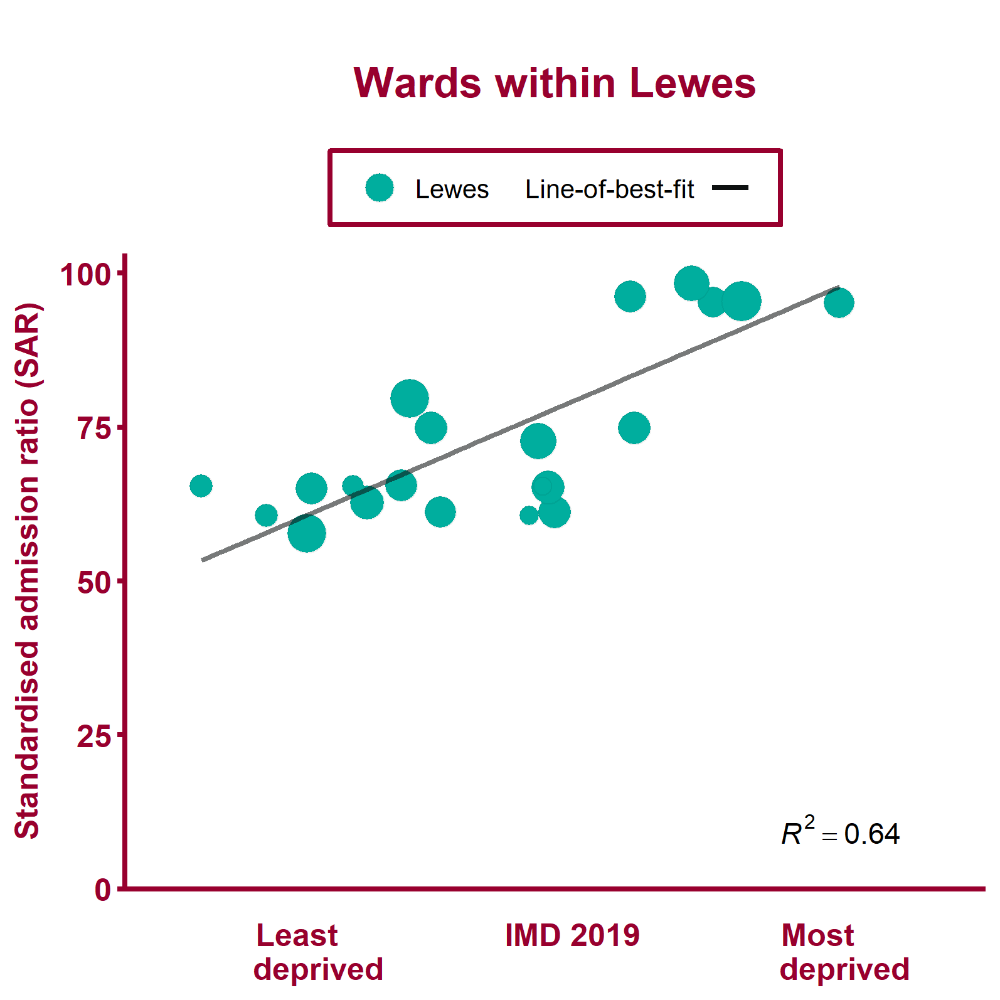 Wards within Lewes
Lewes Line-of-best-fit
Standardised admission ratio (SAR)
100
75
50
25
0
R² = 0.64
Least deprived
IMD 2019
Most deprived